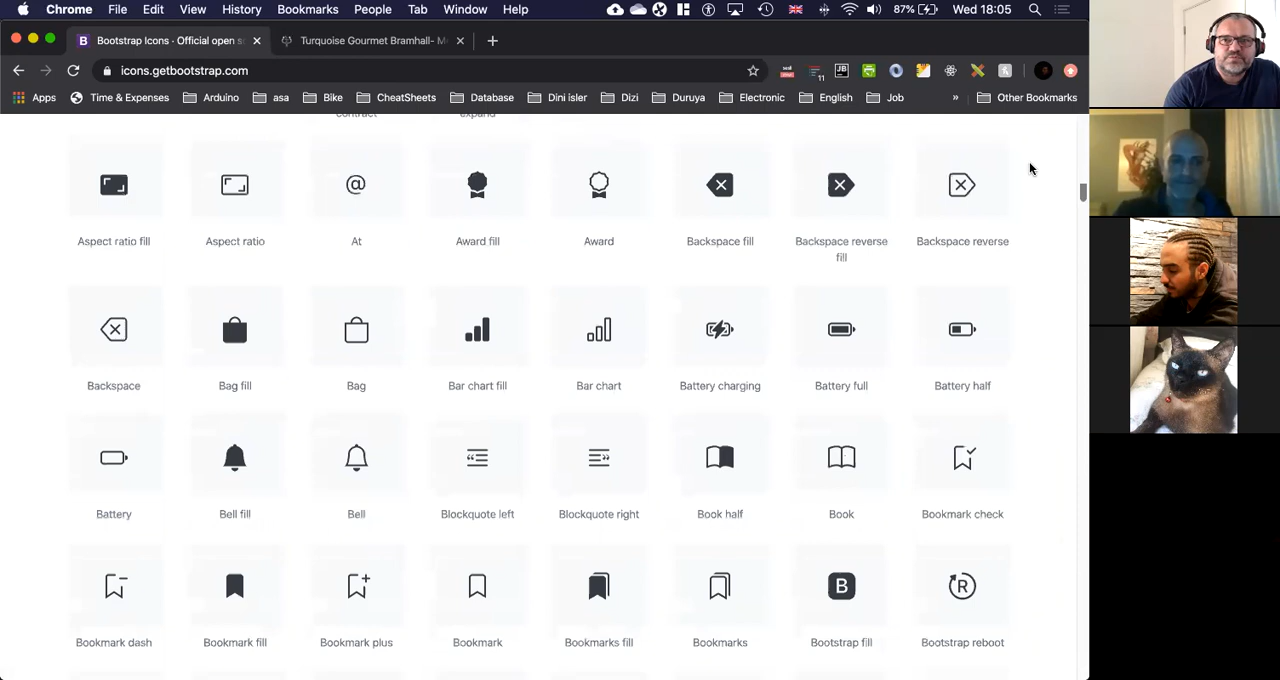 Chrome File Edit View History Bookmarks People Tab Window Help 87% Wed 18:05
Bootstrap Icons · Official open s Turquoise Gourmet Bramhall- M
icons.getbootstrap.com 11
Apps Time & Expenses Arduino asa Bike CheatSheets Database Dini isler Dizi Duruya Electronic English Job » Other Bookmarks
contract expand
Aspect ratio fill Aspect ratio At Award fill Award Backspace fill Backspace reverse fill Backspace reverse
Backspace Bag fill Bag Bar chart fill Bar chart Battery charging Battery full Battery half
Battery Bell fill Bell Blockquote left Blockquote right Book half Book Bookmark check
Bookmark dash Bookmark fill Bookmark plus Bookmark Bookmarks fill Bookmarks Bootstrap fill Bootstrap reboot